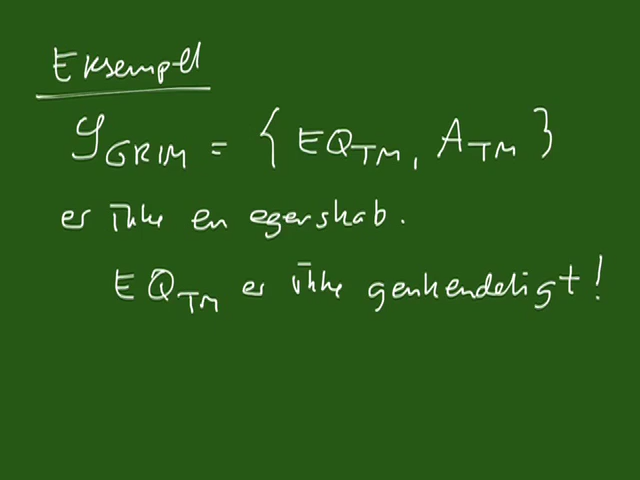 Eksempel
𝒮GRIM = { EQTM, ATM }
er ikke en egenskab.
EQTM er ikke genkendeligt!